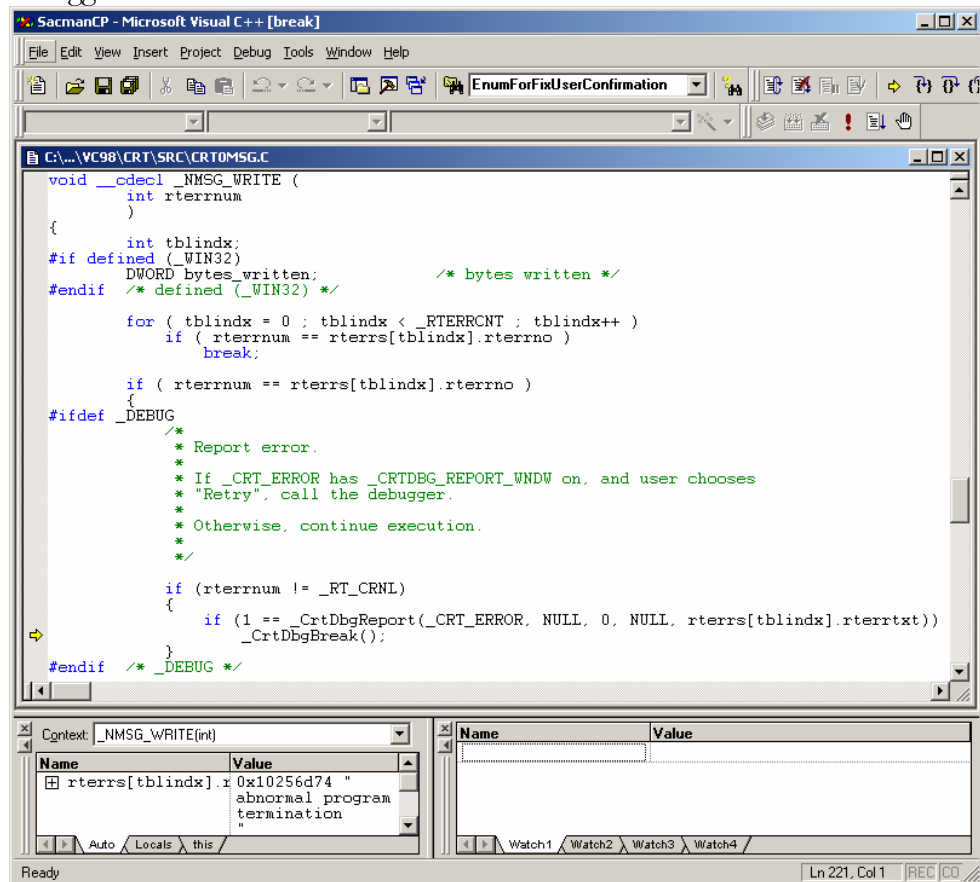 SacmanCP - Microsoft Visual C++ [break]
File Edit View Insert Project Debug Tools Window Help
EnumForFixUserConfirmation
C:\...\VC98\CRT\SRC\CRT0MSG.C
void __cdecl _NMSG_WRITE (
int rterrnum
)
{
int tblindx;
#if defined (_WIN32)
DWORD bytes_written; /* bytes written */
#endif /* defined (_WIN32) */
for ( tblindx = 0 ; tblindx < _RTERRCNT ; tblindx++ )
if ( rterrnum == rterrs[tblindx].rterrno )
break;
if ( rterrnum == rterrs[tblindx].rterrno )
{
#ifdef _DEBUG
/*
* Report error.
*
* If _CRT_ERROR has _CRTDBG_REPORT_WNDW on, and user chooses
* "Retry", call the debugger.
*
* Otherwise, continue execution.
*
*/
if (rterrnum != _RT_CRNL)
{
if (1 == _CrtDbgReport(_CRT_ERROR, NULL, 0, NULL, rterrs[tblindx].rterrtxt))
_CrtDbgBreak();
}
#endif /* _DEBUG */
Context: _NMSG_WRITE(int)
Name Value
rterrs[tblindx].r 0x10256d74 "
abnormal program
termination
"
Auto Locals this
Name Value
Watch1 Watch2 Watch3 Watch4
Ready
Ln 221, Col 1 REC CO